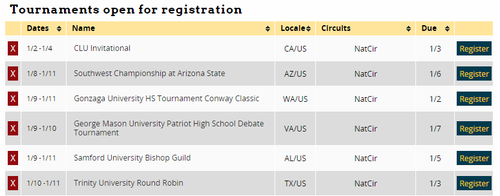 Tournaments open for registration
Dates Name Locale Circuits Due
X 1/2 -1/4 CLU Invitational CA/US NatCir 1/3 Register
X 1/8 -1/11 Southwest Championship at Arizona State AZ/US NatCir 1/6 Register
X 1/9 -1/11 Gonzaga University HS Tournament Conway Classic WA/US NatCir 1/2 Register
X 1/9 -1/10 George Mason University Patriot High School Debate Tournament VA/US NatCir 1/7 Register
X 1/9 -1/11 Samford University Bishop Guild AL/US NatCir 1/5 Register
X 1/10 -1/11 Trinity University Round Robin TX/US NatCir 1/3 Register